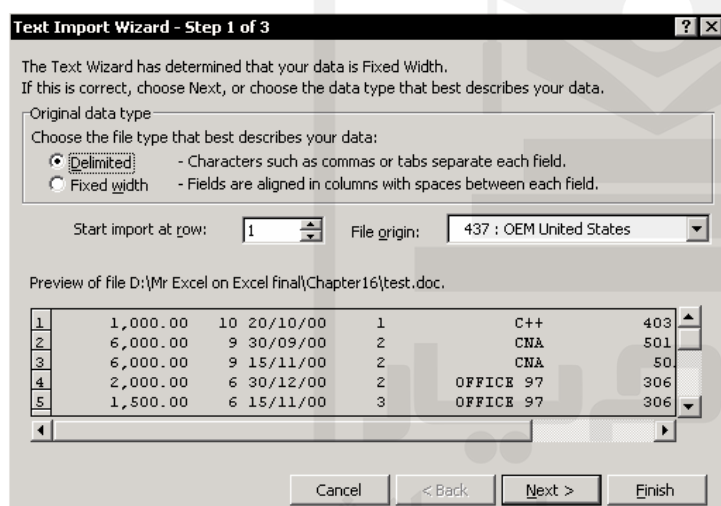 Text Import Wizard - Step 1 of 3
The Text Wizard has determined that your data is Fixed Width.
If this is correct, choose Next, or choose the data type that best describes your data.
Original data type
Choose the file type that best describes your data:
Delimited - Characters such as commas or tabs separate each field.
Fixed width - Fields are aligned in columns with spaces between each field.
Start import at row: 1 File origin: 437 : OEM United States
Preview of file D:\Mr Excel on Excel final\Chapter16\test.doc.
1 1,000.00 10 20/10/00 1 C++ 403
2 6,000.00 9 30/09/00 2 CNA 501
3 6,000.00 9 15/11/00 2 CNA 50.
4 2,000.00 6 30/12/00 2 OFFICE 97 306
5 1,500.00 6 15/11/00 3 OFFICE 97 306
Cancel < Back Next > Finish